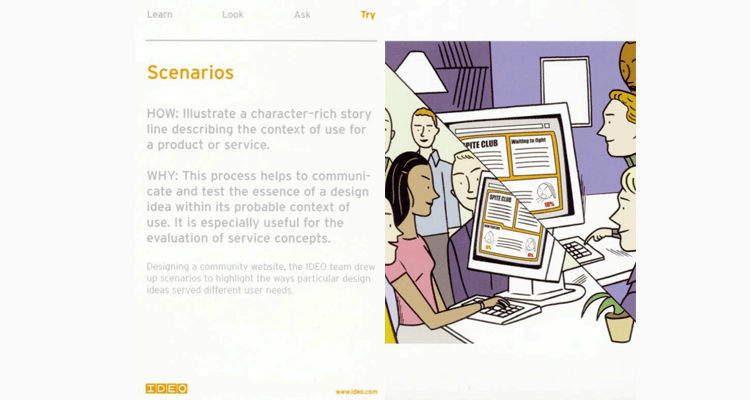 Learn Look Ask Try
Scenarios
HOW: Illustrate a character-rich story
line describing the context of use for
a product or service.
WHY: This process helps to communi-
cate and test the essence of a design
idea within its probable context of
use. It is especially useful for the
evaluation of service concepts.
Designing a community website, the IDEO team drew
up scenarios to highlight the ways particular design
ideas served different user needs.
IDEO
www.ideo.com
SPITE CLUB
Waiting to fight
10%
SPITE CLUB